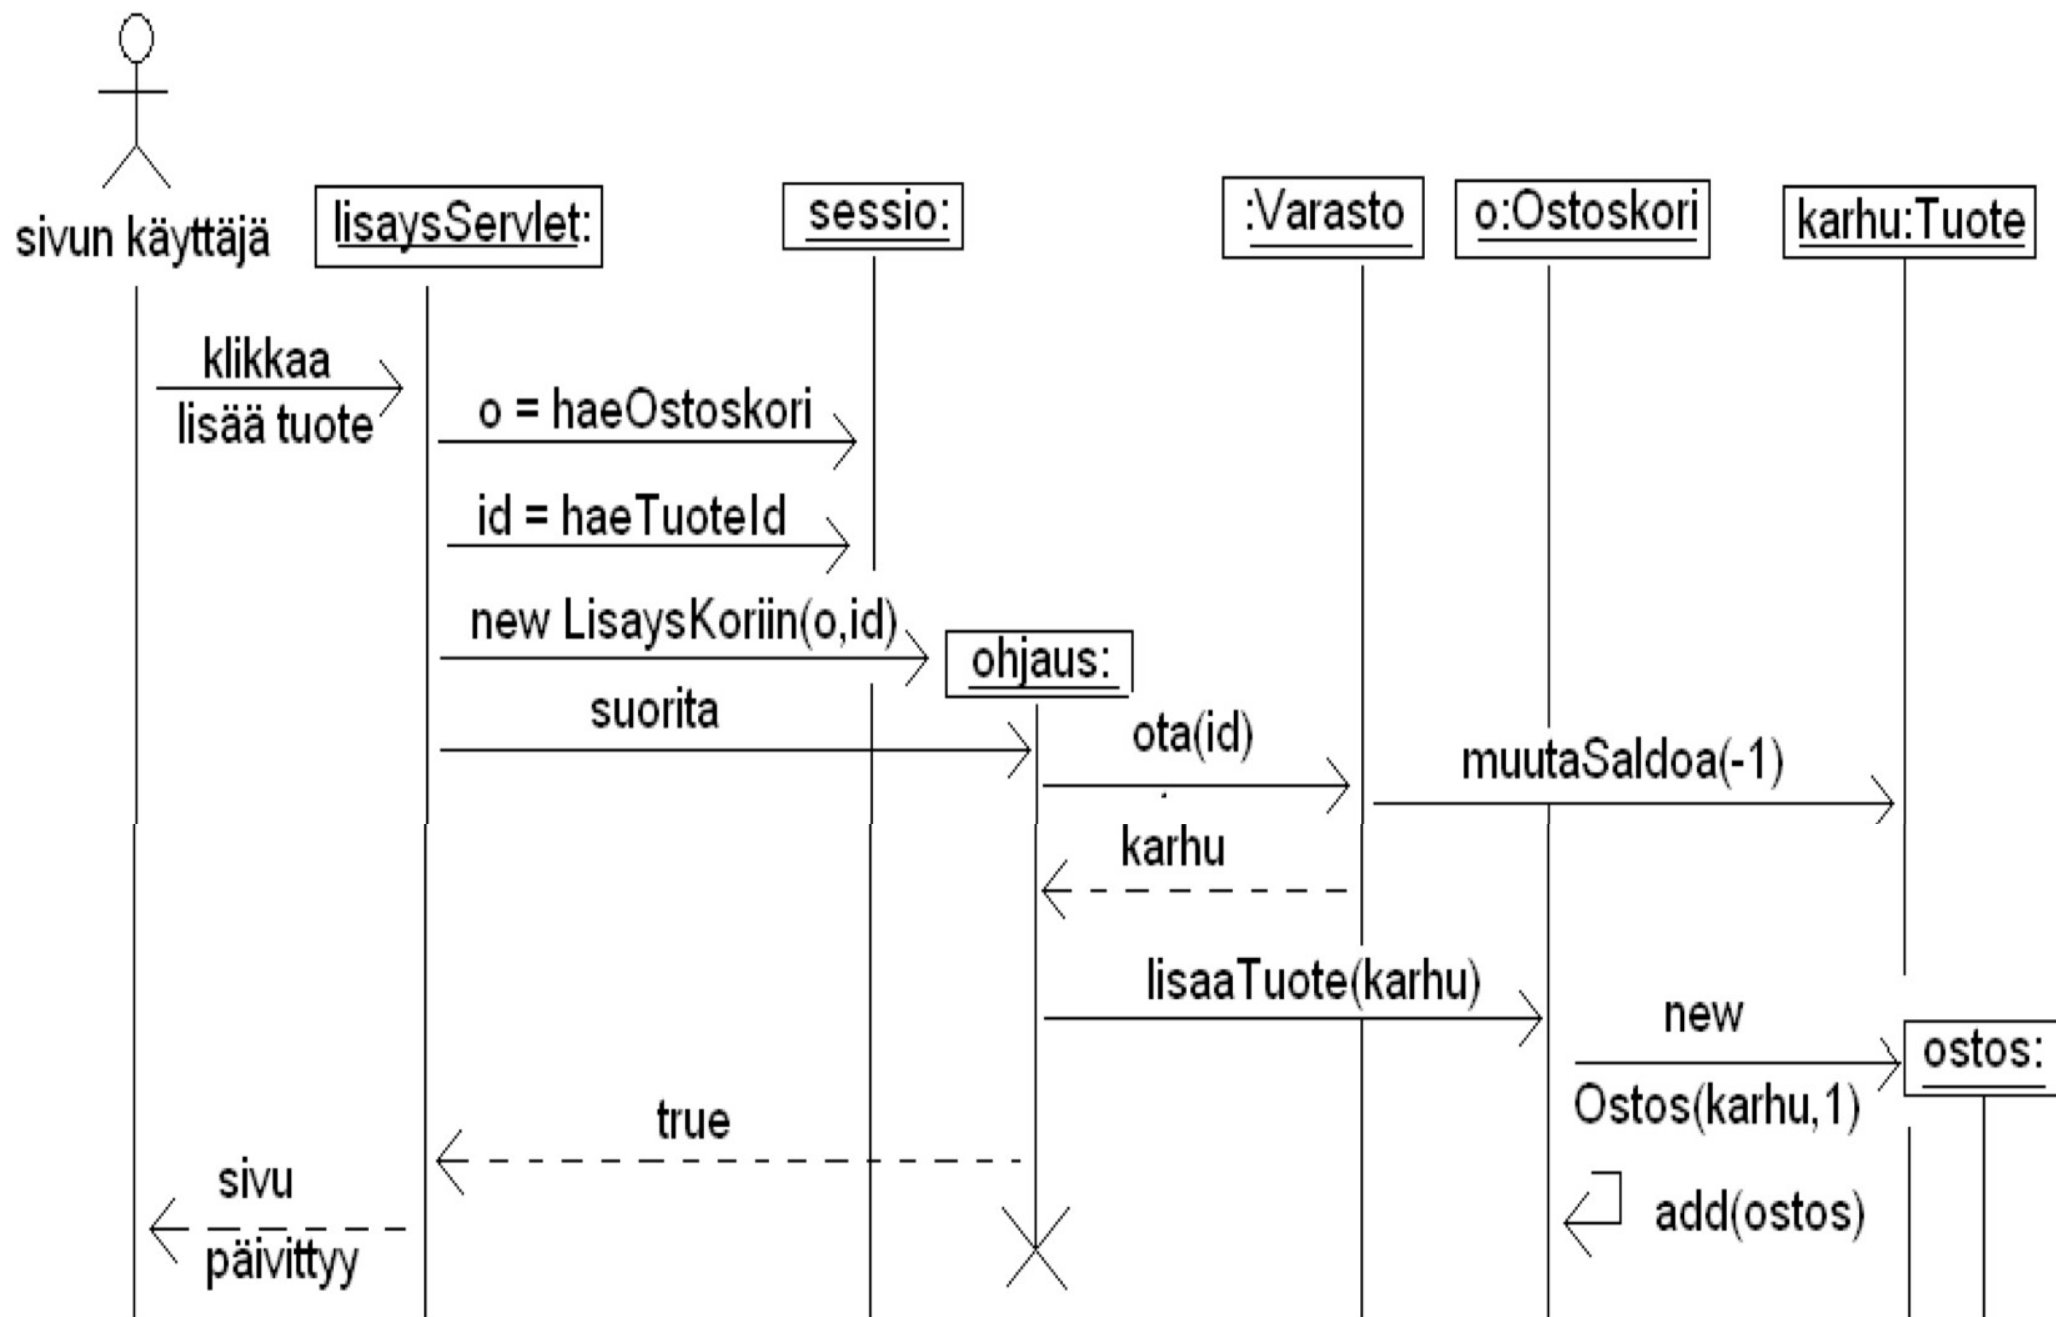 sivun käyttäjä
lisaysServlet:
sessio:
:Varasto
o:Ostoskori
karhu:Tuote
klikkaa
lisää tuote
o = haeOstoskori
id = haeTuoteId
new LisaysKoriin(o,id)
ohjaus:
suorita
ota(id)
muutaSaldoa(-1)
karhu
lisaaTuote(karhu)
new
Ostos(karhu,1)
ostos:
true
add(ostos)
sivu
päivittyy